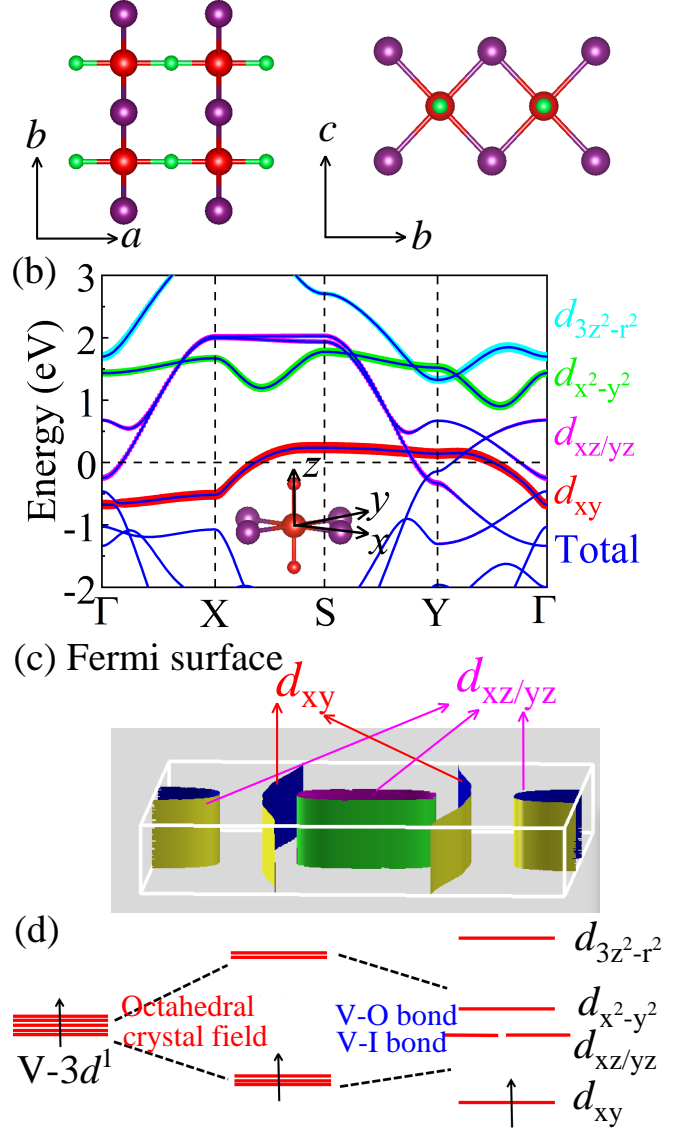 b
a
c
b
(b)
3
2
1
0
-1
-2
Energy (eV)
Γ X S Y Γ
z
y
x
d3z²-r²
dx²-y²
dxz/yz
dxy
Total
(c) Fermi surface
dxy
dxz/yz
(d)
V-3d¹
Octahedral
crystal field
V-O bond
V-I bond
d3z²-r²
dx²-y²
dxz/yz
dxy